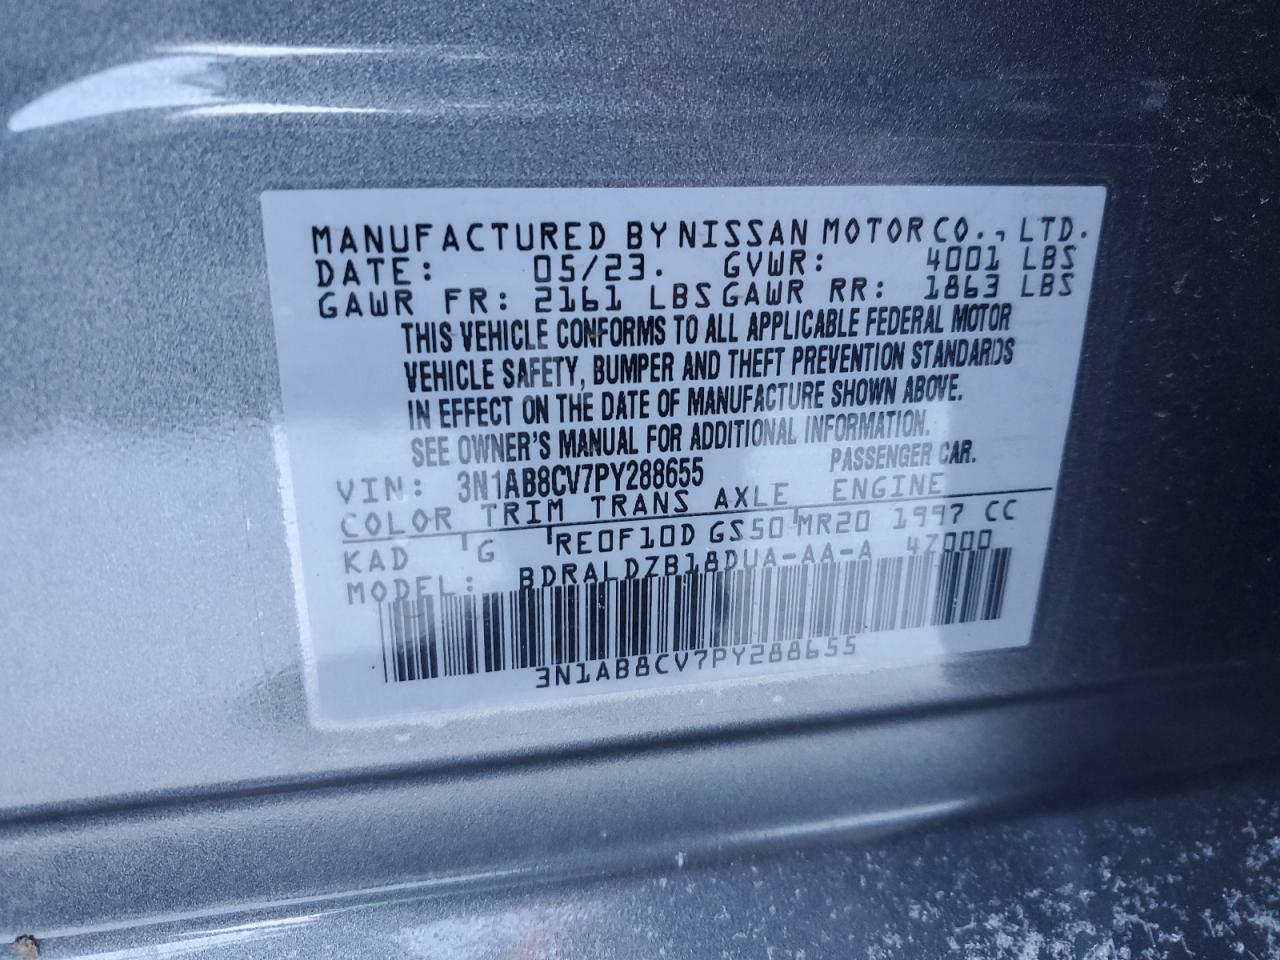 MANUFACTURED BY NISSAN MOTOR CO., LTD.
DATE: 05/23. GVWR: 4001 LBS
GAWR FR: 2161 LBS GAWR RR: 1863 LBS
THIS VEHICLE CONFORMS TO ALL APPLICABLE FEDERAL MOTOR
VEHICLE SAFETY, BUMPER AND THEFT PREVENTION STANDARDS
IN EFFECT ON THE DATE OF MANUFACTURE SHOWN ABOVE.
SEE OWNER'S MANUAL FOR ADDITIONAL INFORMATION.
VIN: 3N1AB8CV7PY288655 PASSENGER CAR.
COLOR TRIM TRANS AXLE ENGINE
KAD G RE0F10D GS50 MR20 1997 CC
MODEL: BDRALDZB18DUA-AA-A 4Z000
3N1AB8CV7PY288655